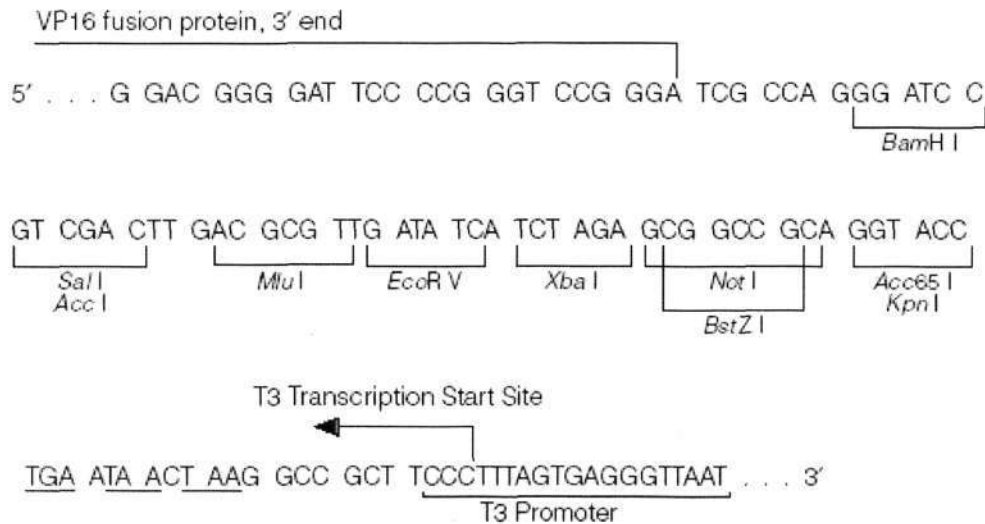 VP16 fusion protein, 3′ end
5′ . . . G GAC GGG GAT TCC CCG GGT CCG GGA TCG CCA GGG ATC C
BamH I
GT CGAC TT GAC GCG TTG ATA TCA TCT AGA GCG GCC GCA GGT ACC
Sal I Mlu I EcoR V Xba I Not I Acc65 I
Acc I Kpn I
BstZ I
T3 Transcription Start Site
TGA ATA ACT AAG GCC GCT TCCCTTTAGTGAGGGTTAAT . . . 3′
T3 Promoter